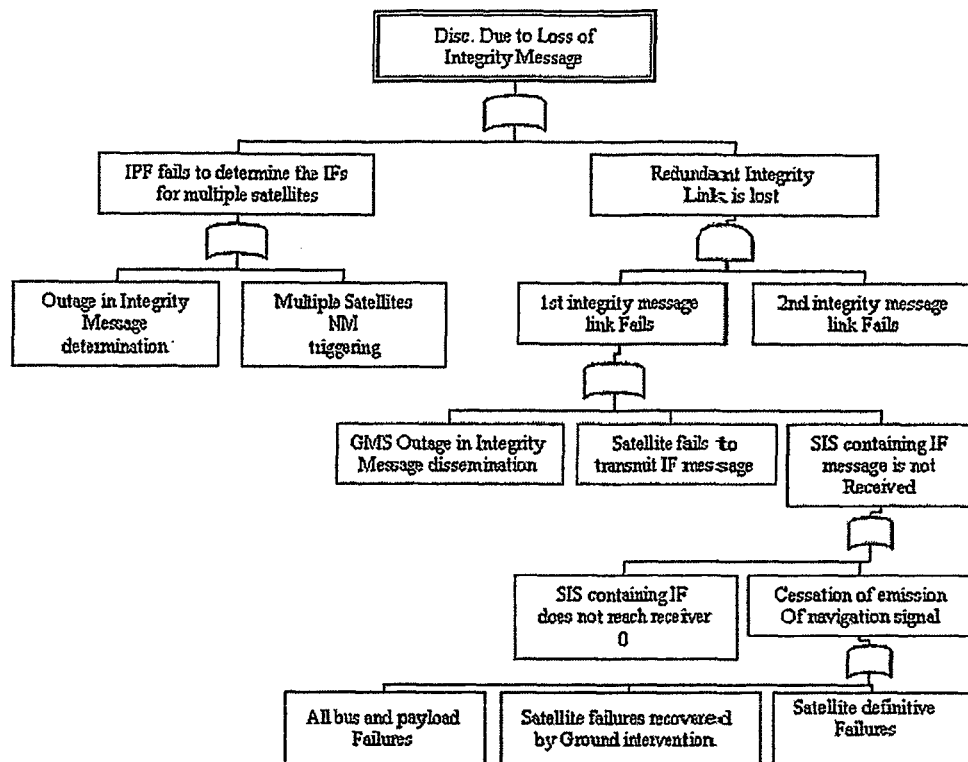 Disc. Due to Loss of
Integrity Message
IPF fails to determine the IFs
for multiple satellites
Redundant Integrity
Link is lost
Outage in Integrity
Message
determination
Multiple Satellites
NM
triggering
1st integrity message
link Fails
2nd integrity message
link Fails
GMS Outage in Integrity
Message dissemination
Satellite fails to
transmit IF message
SIS containing IF
message is not
Received
SIS containing IF
does not reach receiver
0
Cessation of emission
Of navigation signal
All bus and payload
Failures
Satellite failures recovered
by Ground intervention.
Satellite definitive
Failures